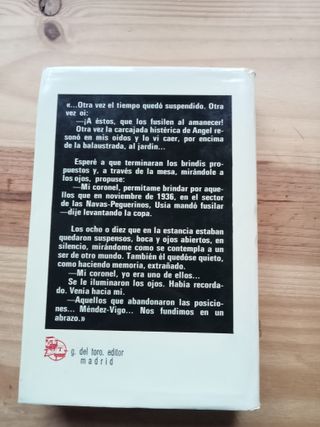 «...Otra vez el tiempo quedó suspendido. Otra
vez oí:
—¡A éstos, que los fusilen al amanecer!
Otra vez la carcajada histérica de Angel re-
sonó en mis oidos y lo vi caer, por encima
de la balaustrada, al jardín...
Esperé a que terminaran los brindis pro-
puestos y, a través de la mesa, mirándole a
los ojos, propuse:
—Mi coronel, permitame brindar por aque-
llos que en noviembre de 1936, en el sector
de las Navas-Peguerinos, Usia mandó fusilar
—dije levantando la copa.
Los ocho o diez que en la estancia estaban
quedaron suspensos, boca y ojos abiertos, en
silencio, mirándome como se contempla a un
ser de otro mundo. También él quedóse quieto,
como haciendo memoria, extrañado.
—Mi coronel, yo era uno de ellos...
Se le iluminaron los ojos. Había recorda-
do. Venía hacia mi.
—Aquellos que abandonaron las posicio-
nes... Méndez-Vigo... Nos fundimos en un
abrazo.»
g. del toro. editor
madrid